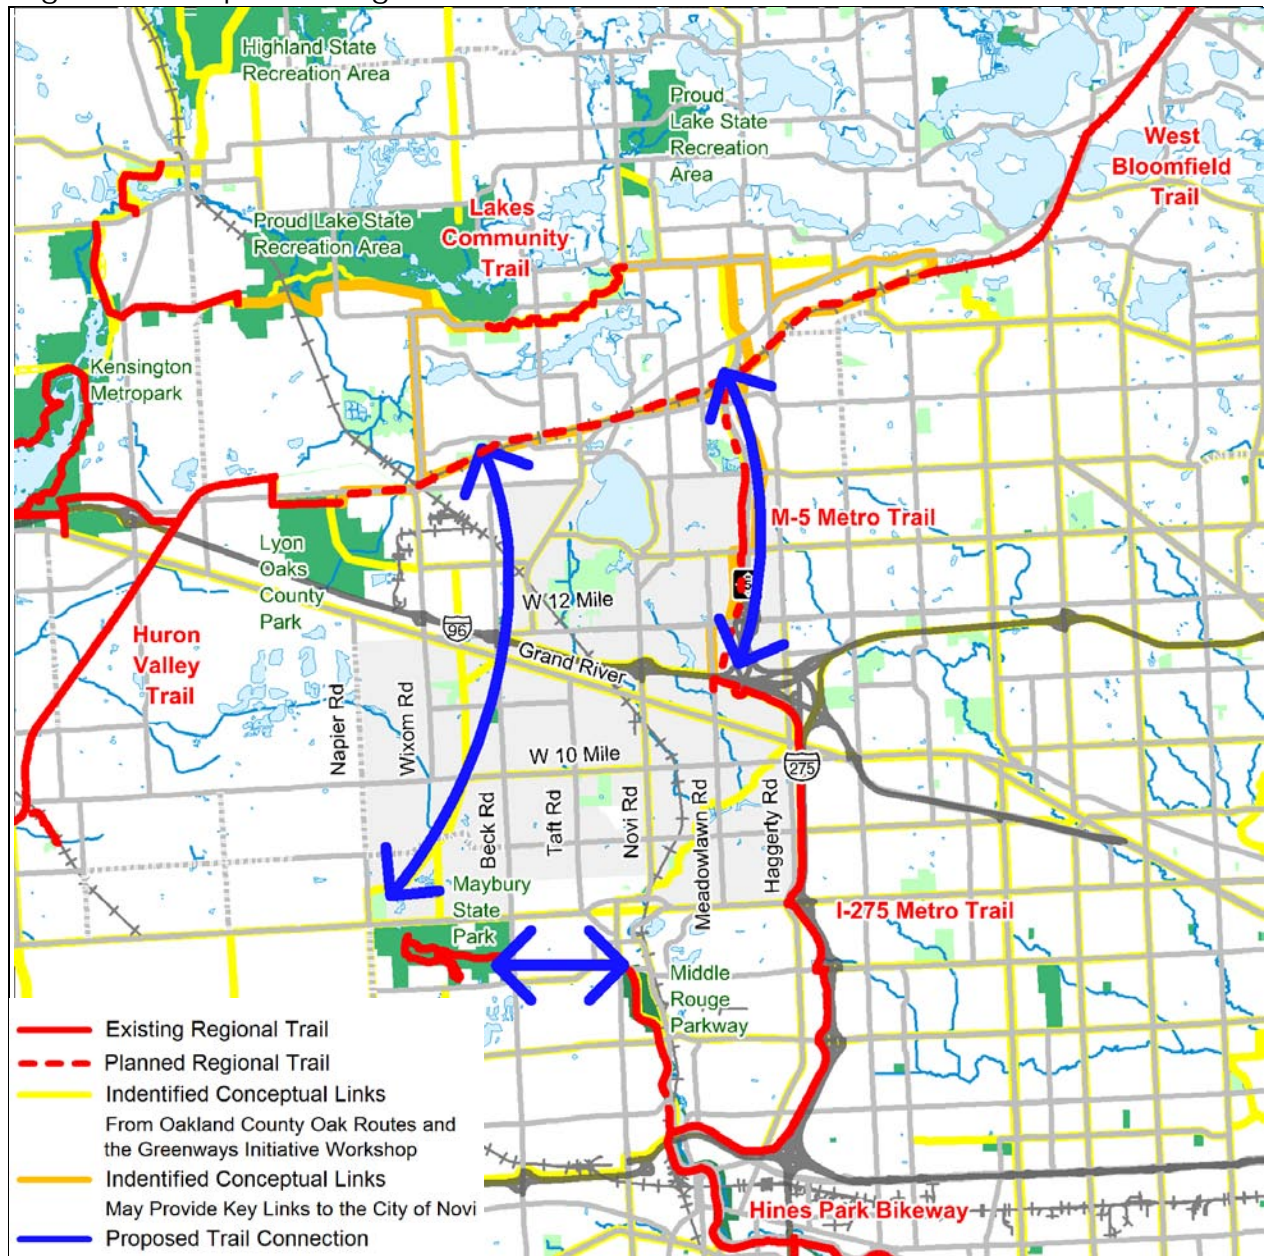 Highland State
Recreation Area
Proud
Lake State
Recreation
Area
West
Bloomfield
Trail
Proud Lake State
Recreation Area
Lakes
Community
Trail
Kensington
Metropark
M-5 Metro Trail
Lyon
Oaks
County
Park
W 12 Mile
96
Grand River
Huron
Valley
Trail
Napier Rd
Wixom Rd
W 10 Mile
275
Beck Rd
Taft Rd
Novi Rd
Meadowlawn Rd
Haggerty Rd
Maybury
State
Park
I-275 Metro Trail
Middle
Rouge
Parkway
Hines Park Bikeway
Existing Regional Trail
Planned Regional Trail
Indentified Conceptual Links
From Oakland County Oak Routes and
the Greenways Initiative Workshop
Indentified Conceptual Links
May Provide Key Links to the City of Novi
Proposed Trail Connection